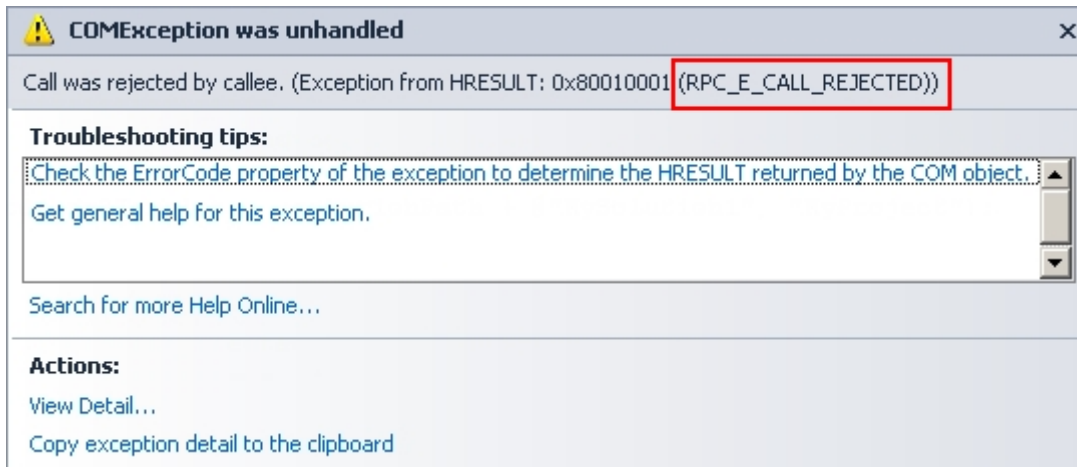 COMException was unhandled
Call was rejected by callee. (Exception from HRESULT: 0x80010001 (RPC_E_CALL_REJECTED))
Troubleshooting tips:
Check the ErrorCode property of the exception to determine the HRESULT returned by the COM object.
Get general help for this exception.
Search for more Help Online...
Actions:
View Detail...
Copy exception detail to the clipboard